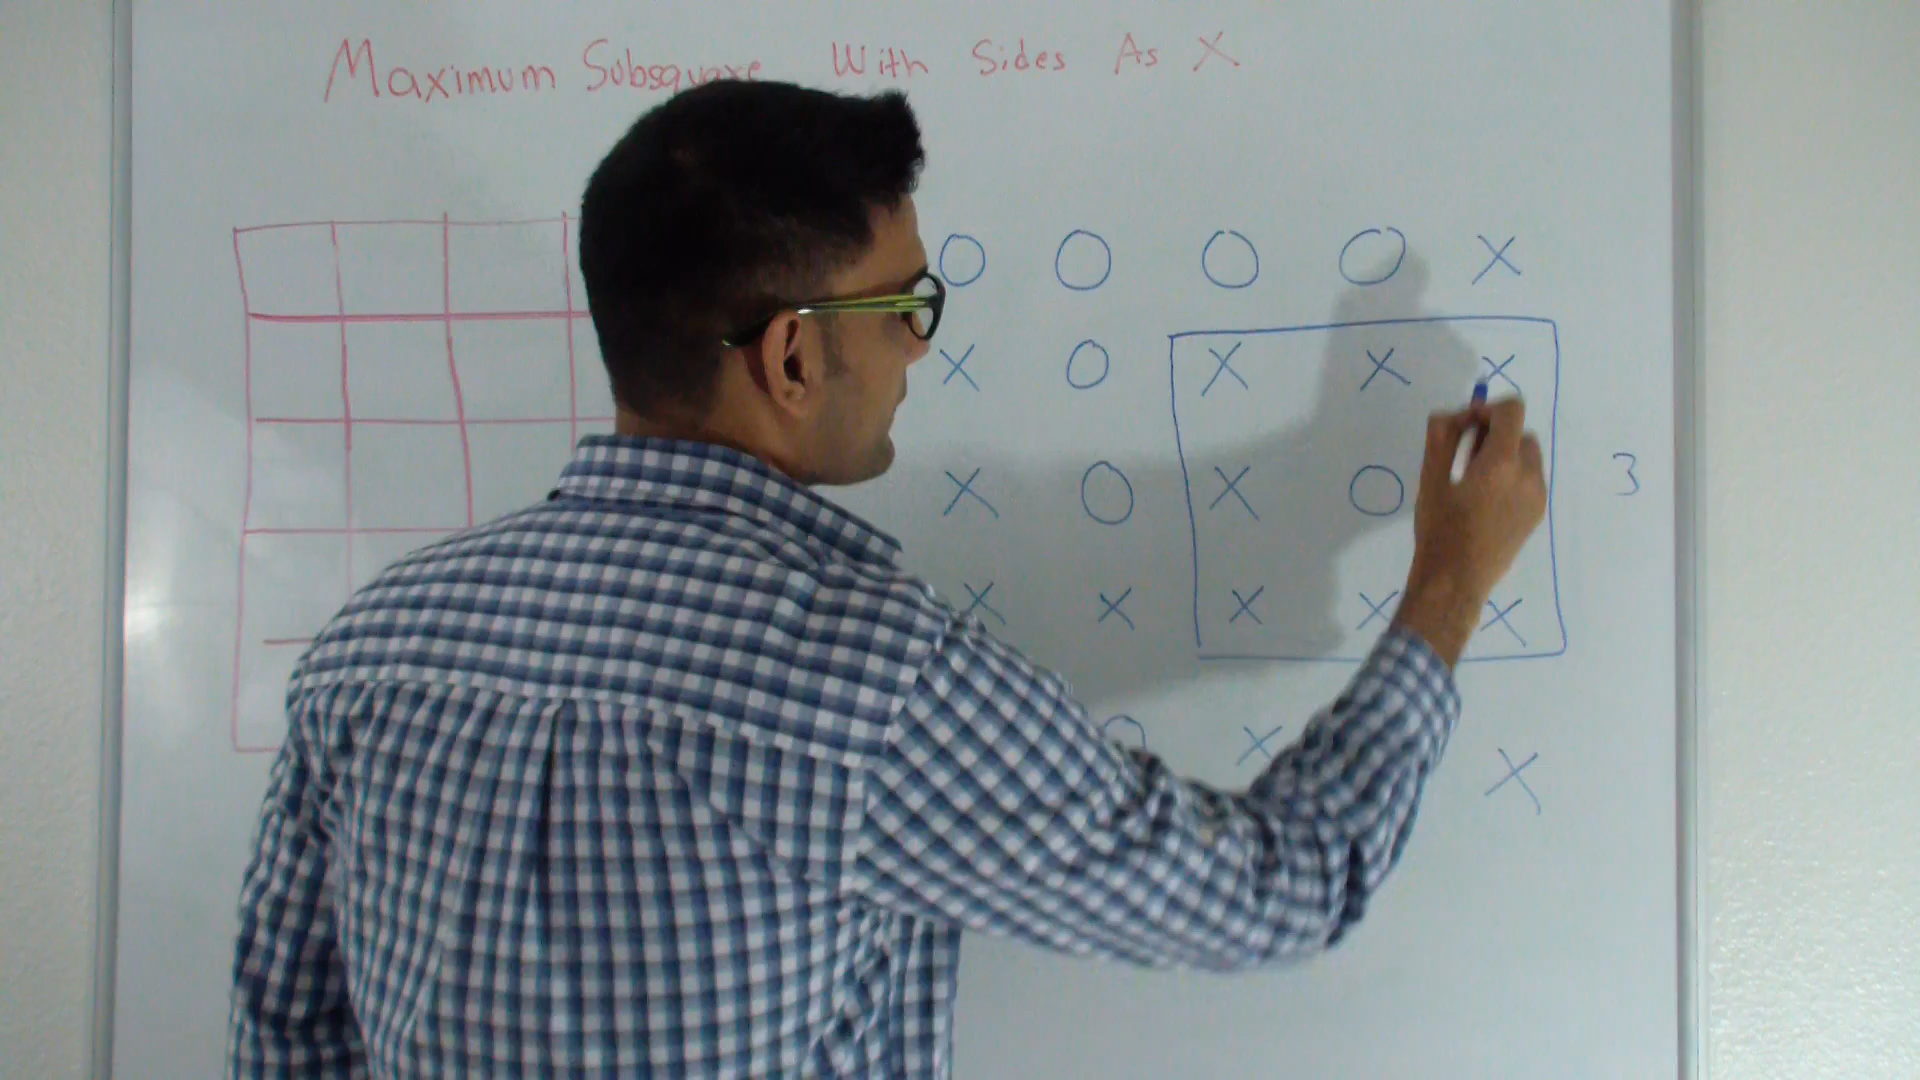 Maximum Subsquare With Sides As X
O O O O X
X O X X X
X O X O
3
X X X X X
X X